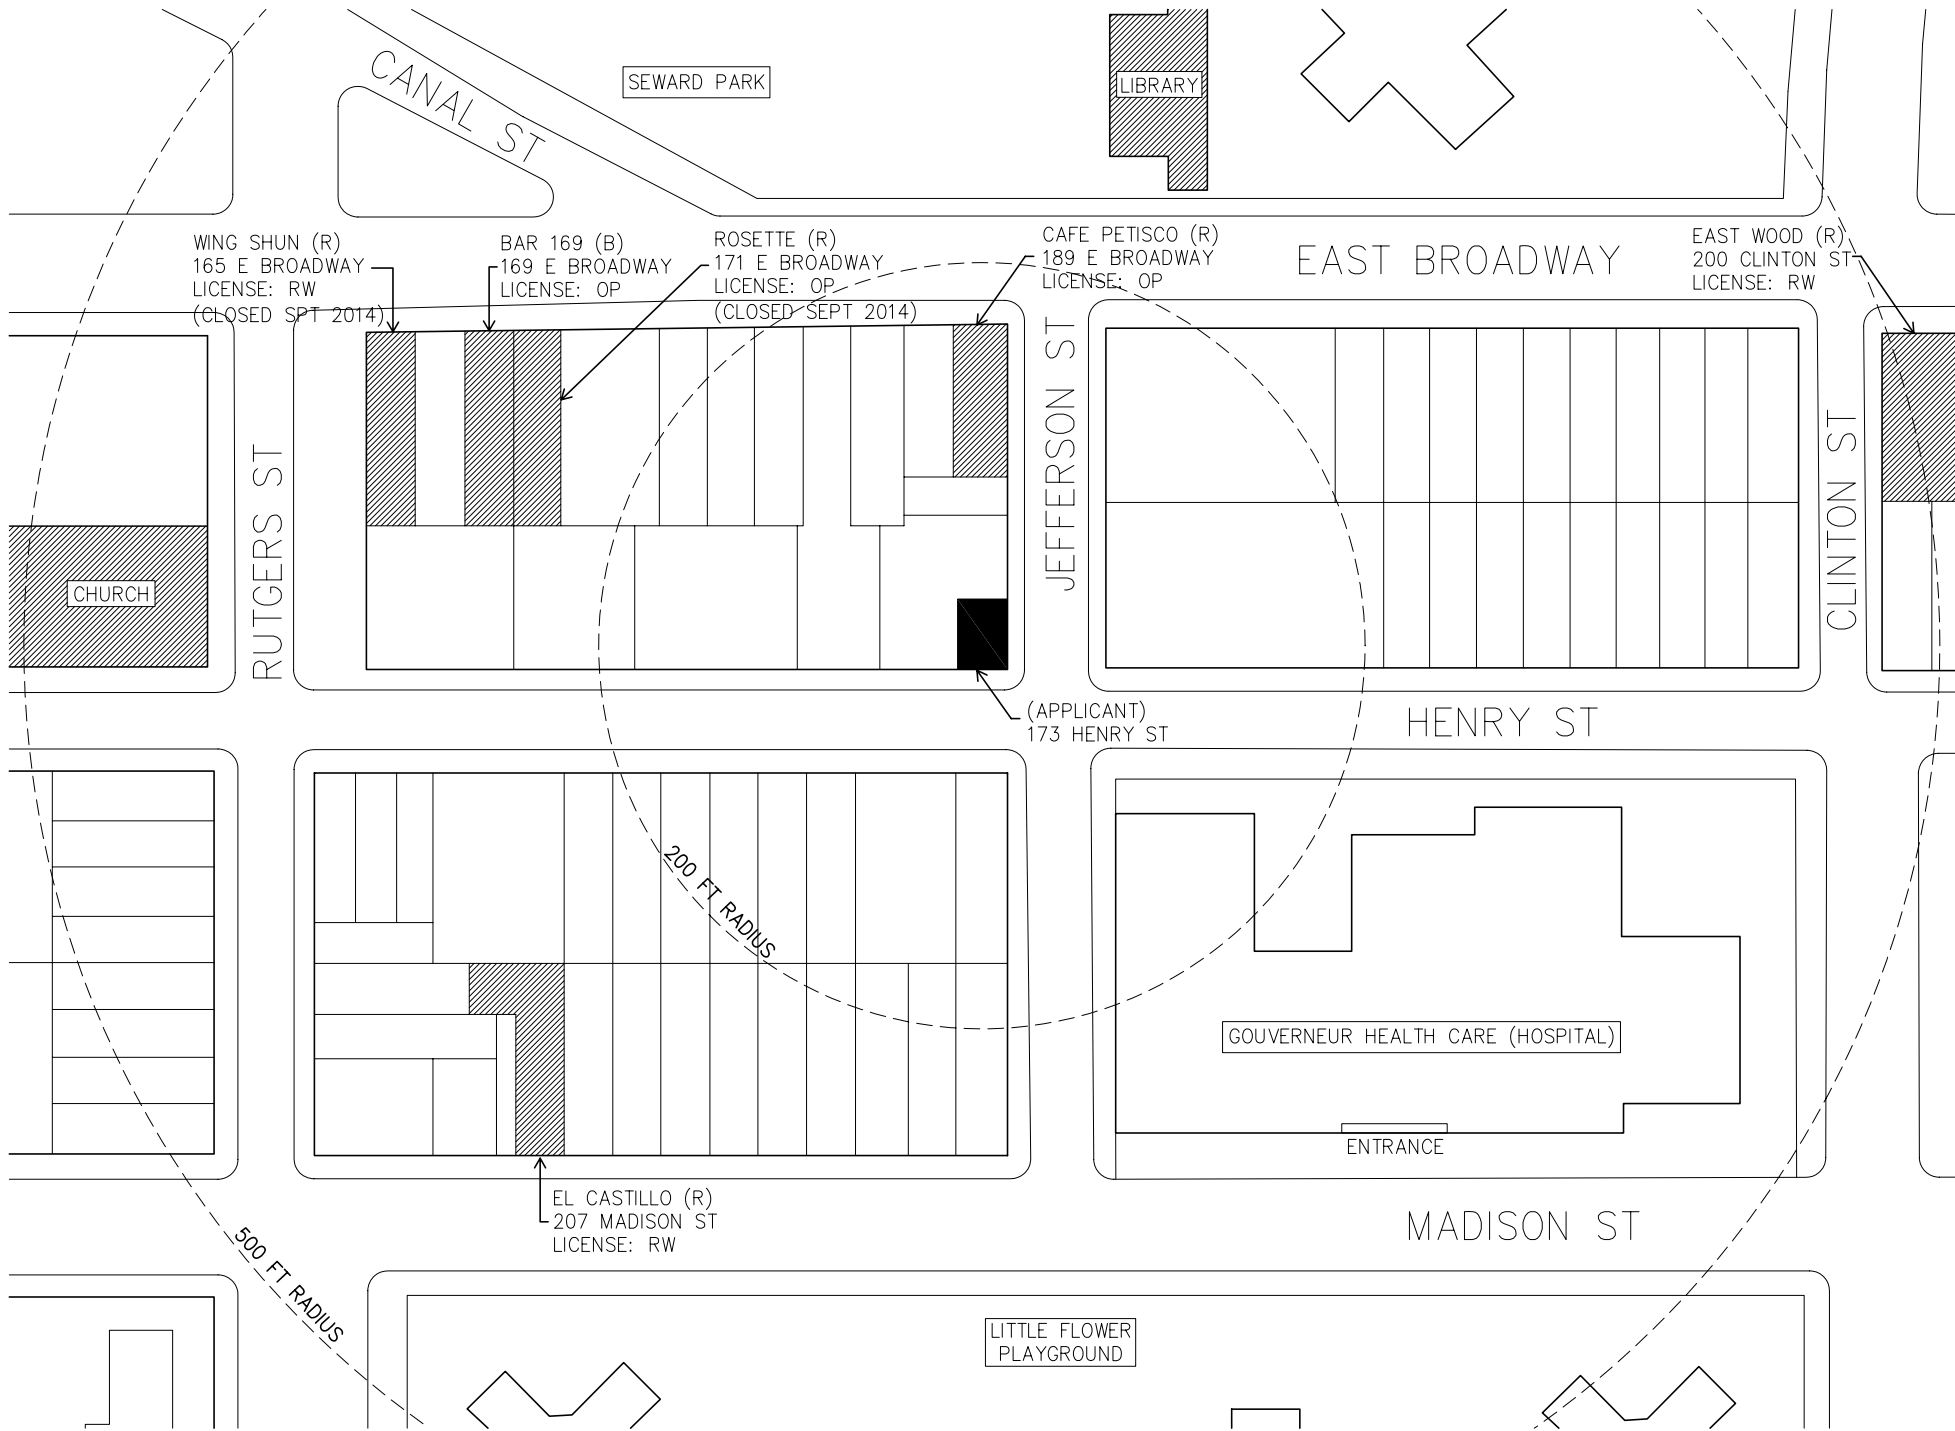 CANAL ST
SEWARD PARK
LIBRARY
WING SHUN (R)
165 E BROADWAY
LICENSE: RW
(CLOSED SPT 2014)
BAR 169 (B)
169 E BROADWAY
LICENSE: OP
ROSETTE (R)
171 E BROADWAY
LICENSE: OP
(CLOSED SEPT 2014)
CAFE PETISCO (R)
189 E BROADWAY
LICENSE: OP
EAST BROADWAY
EAST WOOD (R)
200 CLINTON ST
LICENSE: RW
RUTGERS ST
JEFFERSON ST
CLINTON ST
CHURCH
(APPLICANT)
173 HENRY ST
HENRY ST
200 FT RADIUS
GOUVERNEUR HEALTH CARE (HOSPITAL)
ENTRANCE
EL CASTILLO (R)
207 MADISON ST
LICENSE: RW
MADISON ST
500 FT RADIUS
LITTLE FLOWER
PLAYGROUND